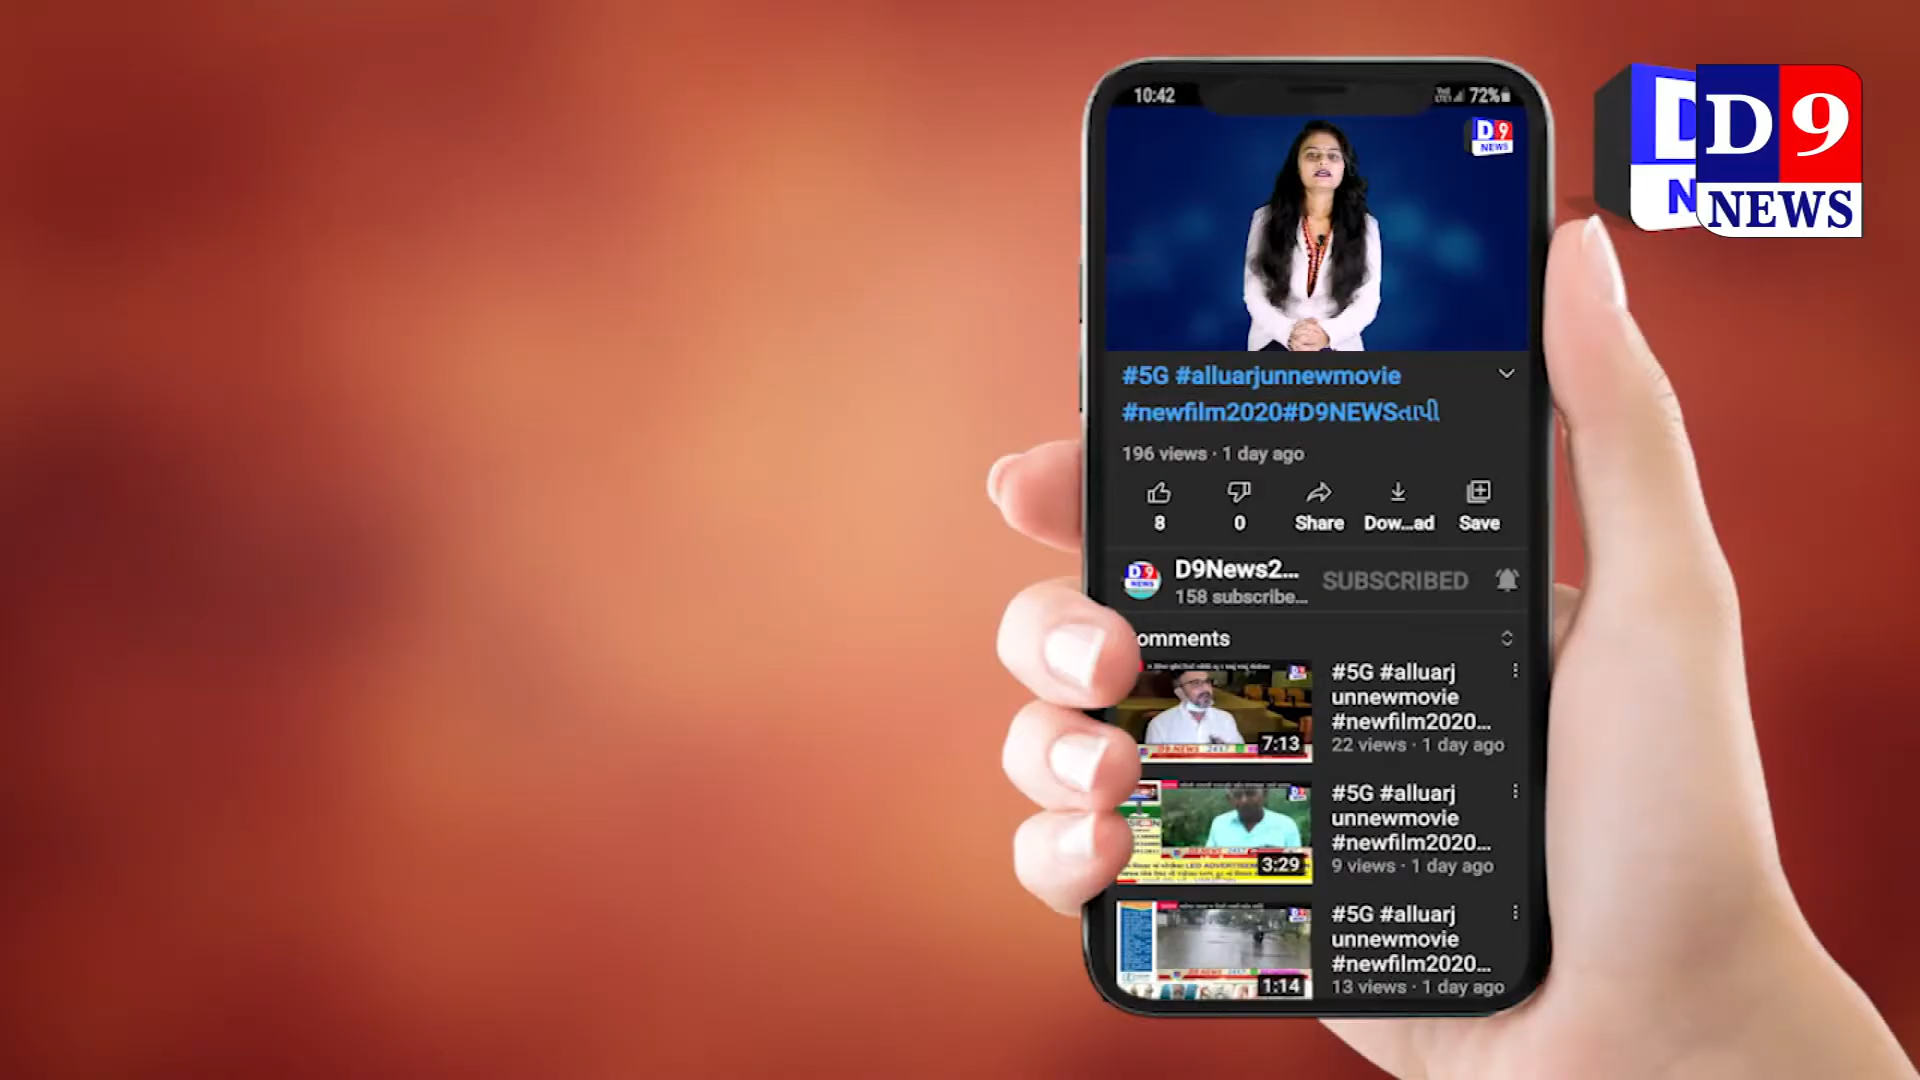 10:42
72%
D9
NEWS
D
N
D9
NEWS
#5G #alluarjunnewmovie
#newfilm2020#D9NEWSતાપી
196 views · 1 day ago
8
0
Share
Dow...ad
Save
D9
NEWS
D9News2...
158 subscribe...
SUBSCRIBED
omments
#5G #alluarj
unnewmovie
#newfilm2020...
22 views · 1 day ago
7:13
#5G #alluarj
unnewmovie
#newfilm2020...
9 views · 1 day ago
3:29
#5G #alluarj
unnewmovie
#newfilm2020...
13 views · 1 day ago
1:14